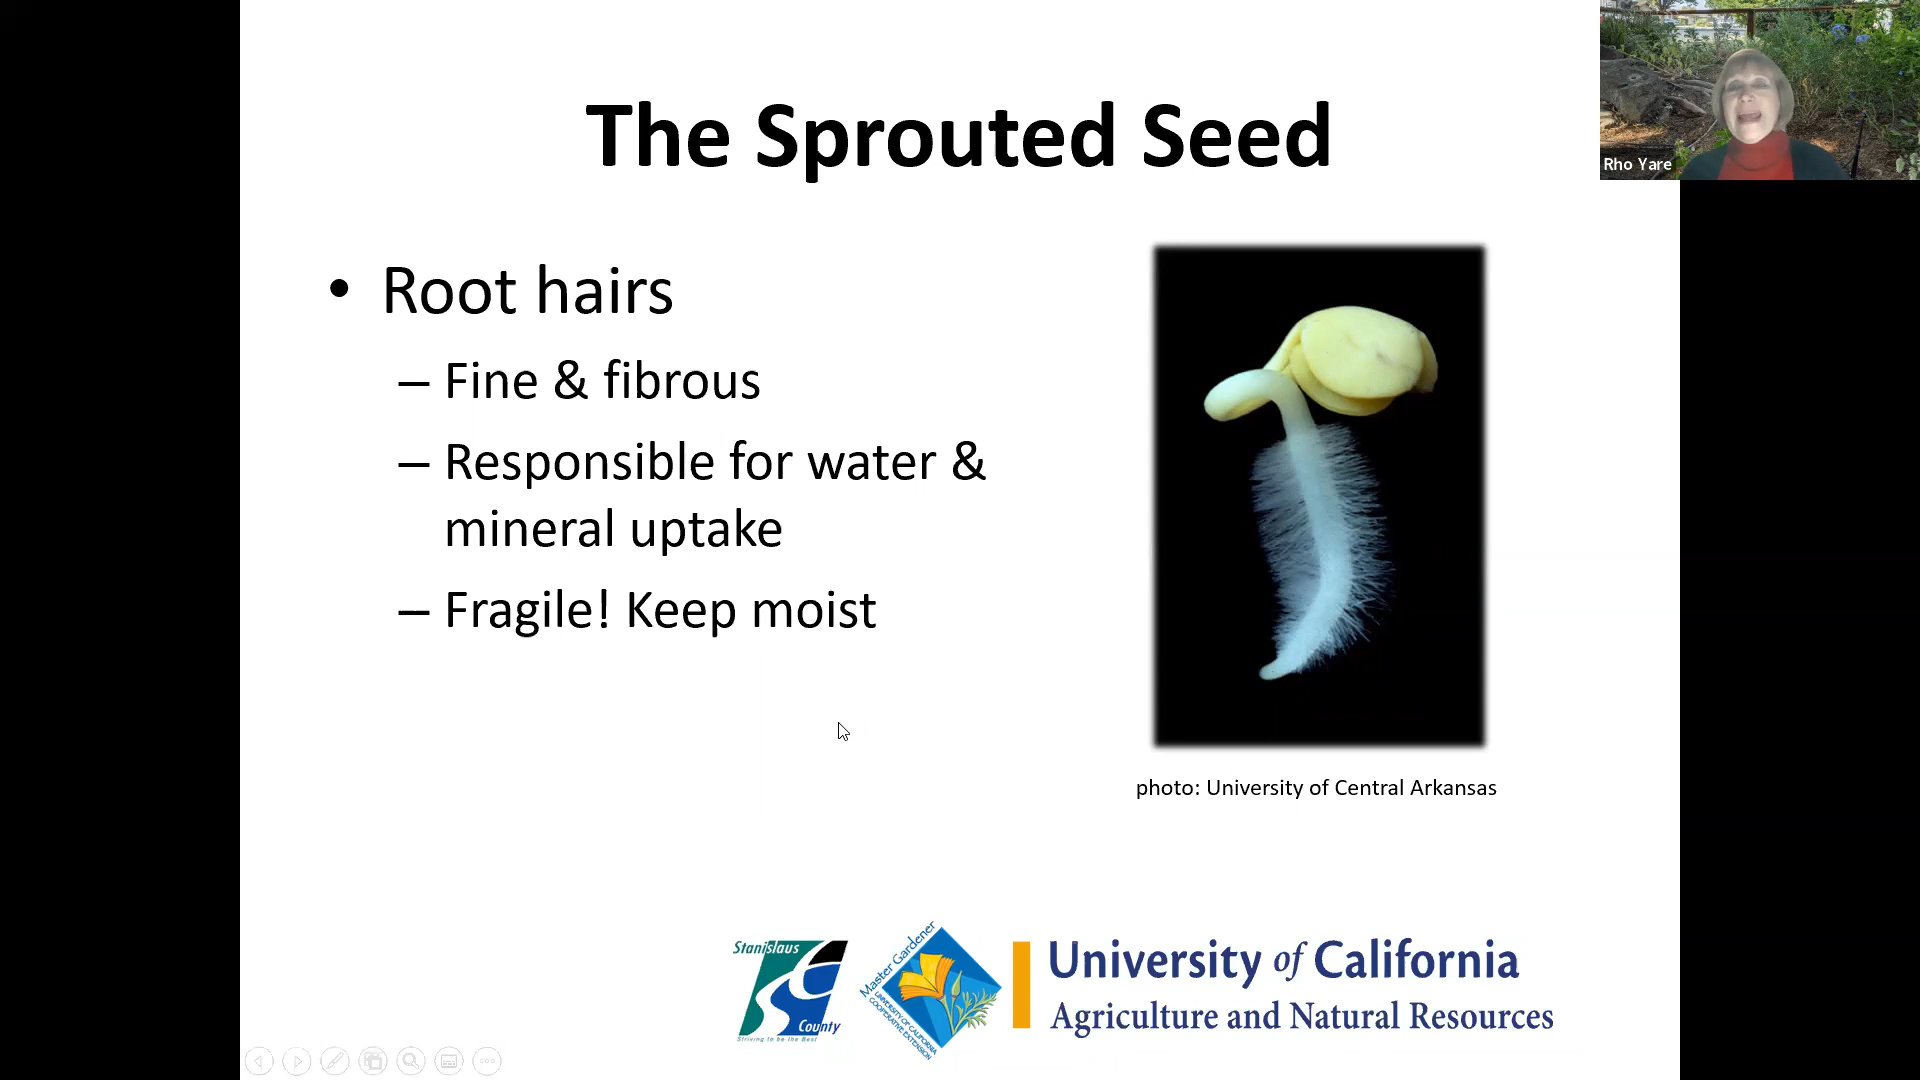 The Sprouted Seed
Rho Yare
• Root hairs
– Fine & fibrous
– Responsible for water &
mineral uptake
– Fragile! Keep moist
photo: University of Central Arkansas
Stanislaus
County
Striving to be the Best
Master Gardener
UNIVERSITY OF CALIFORNIA
COOPERATIVE EXTENSION
University of California
Agriculture and Natural Resources